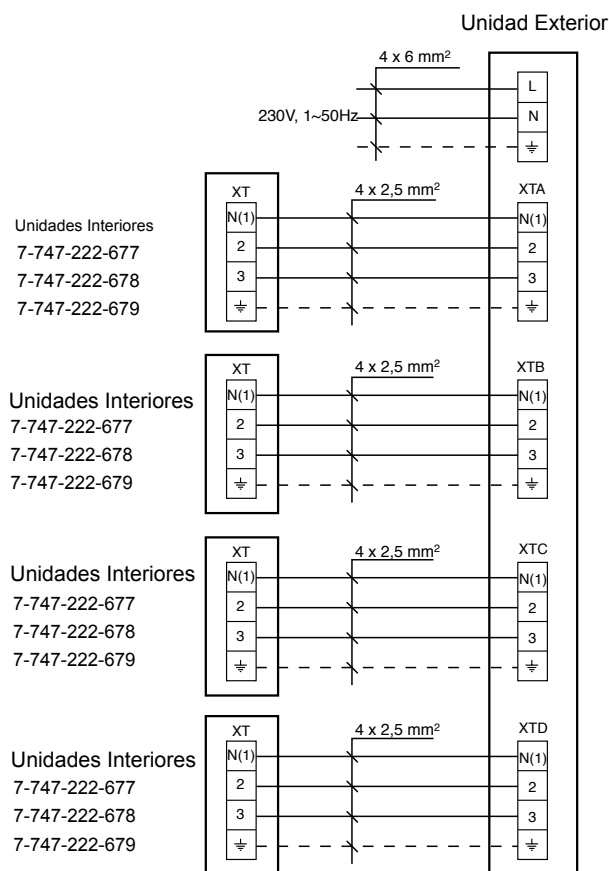 Unidad Exterior
4 x 6 mm²
L
230V, 1~50Hz
N
XT
4 x 2,5 mm²
XTA
Unidades Interiores
7-747-222-677
7-747-222-678
7-747-222-679
N(1)
N(1)
2
2
3
3
XT
4 x 2,5 mm²
XTB
Unidades Interiores
7-747-222-677
7-747-222-678
7-747-222-679
N(1)
N(1)
2
2
3
3
XT
4 x 2,5 mm²
XTC
Unidades Interiores
7-747-222-677
7-747-222-678
7-747-222-679
N(1)
N(1)
2
2
3
3
XT
4 x 2,5 mm²
XTD
Unidades Interiores
7-747-222-677
7-747-222-678
7-747-222-679
N(1)
N(1)
2
2
3
3